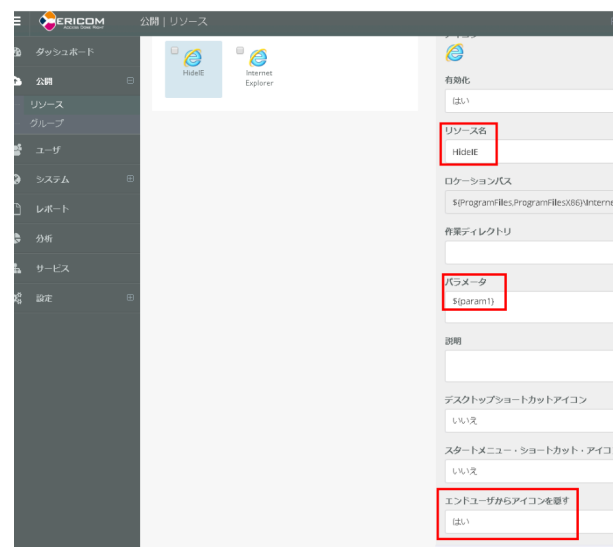 ERICOM
Access Done Right
公開 | リソース
ダッシュボード
公開
リソース
グループ
ユーザ
システム
レポート
分析
サービス
設定
HideIE
Internet
Explorer
アイコン
有効化
はい
リソース名
HideIE
ロケーションパス
$(ProgramFiles,ProgramFilesX86)\Interne
作業ディレクトリ
パラメータ
${param1}
説明
デスクトップショートカットアイコン
いいえ
スタートメニュー・ショートカット・アイコ
いいえ
エンドユーザからアイコンを隠す
はい